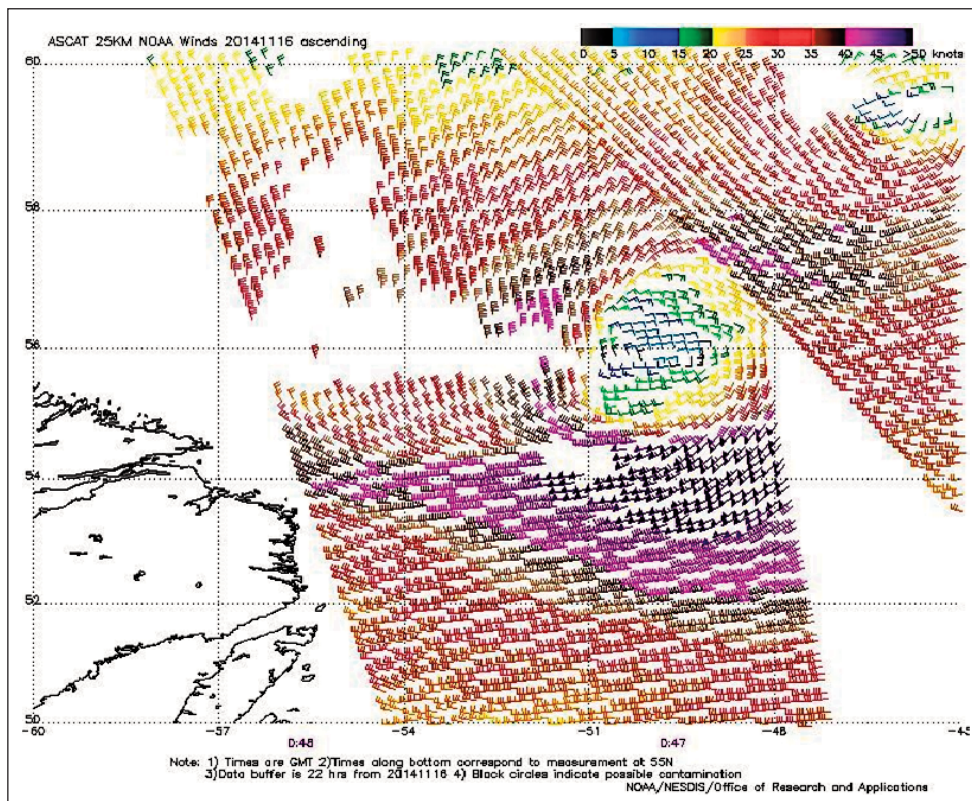 ASCAT 25KM NOAA Winds 20141116 ascending
0 5 10 15 20 25 30 35 40 45 >50 knots
60
58
56
54
52
50
-60 -57 -54 -51 -48 -45
0:48 0:47
Note: 1) Times are GMT 2)Times along bottom correspond to measurement at 55N
3)Data buffer is 22 hrs from 20141116 4) Black circles indicate possible contamination
NOAA/NESDIS/Office of Research and Applications